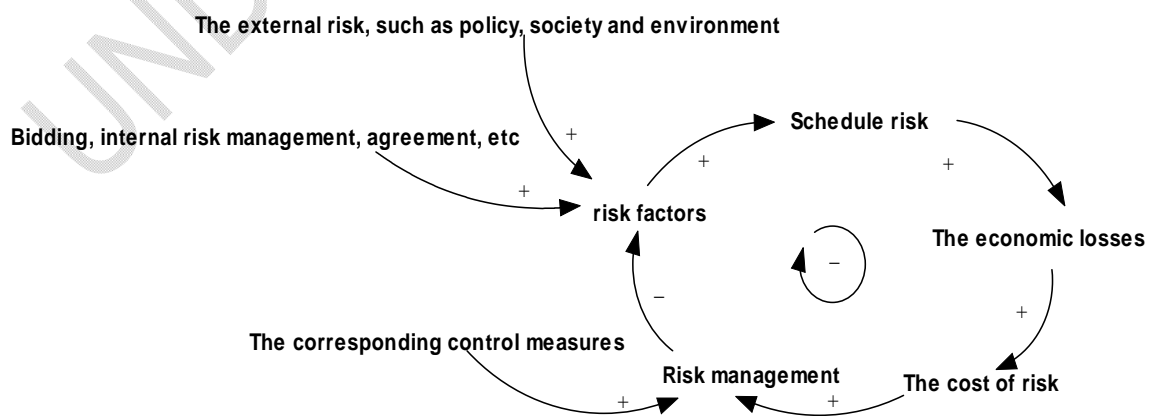 UND
The external risk, such as policy, society and environment
+
Schedule risk
Bidding, internal risk management, agreement, etc
+
+
+
risk factors
The economic losses
−
−
+
The corresponding control measures
Risk management
The cost of risk
+
+